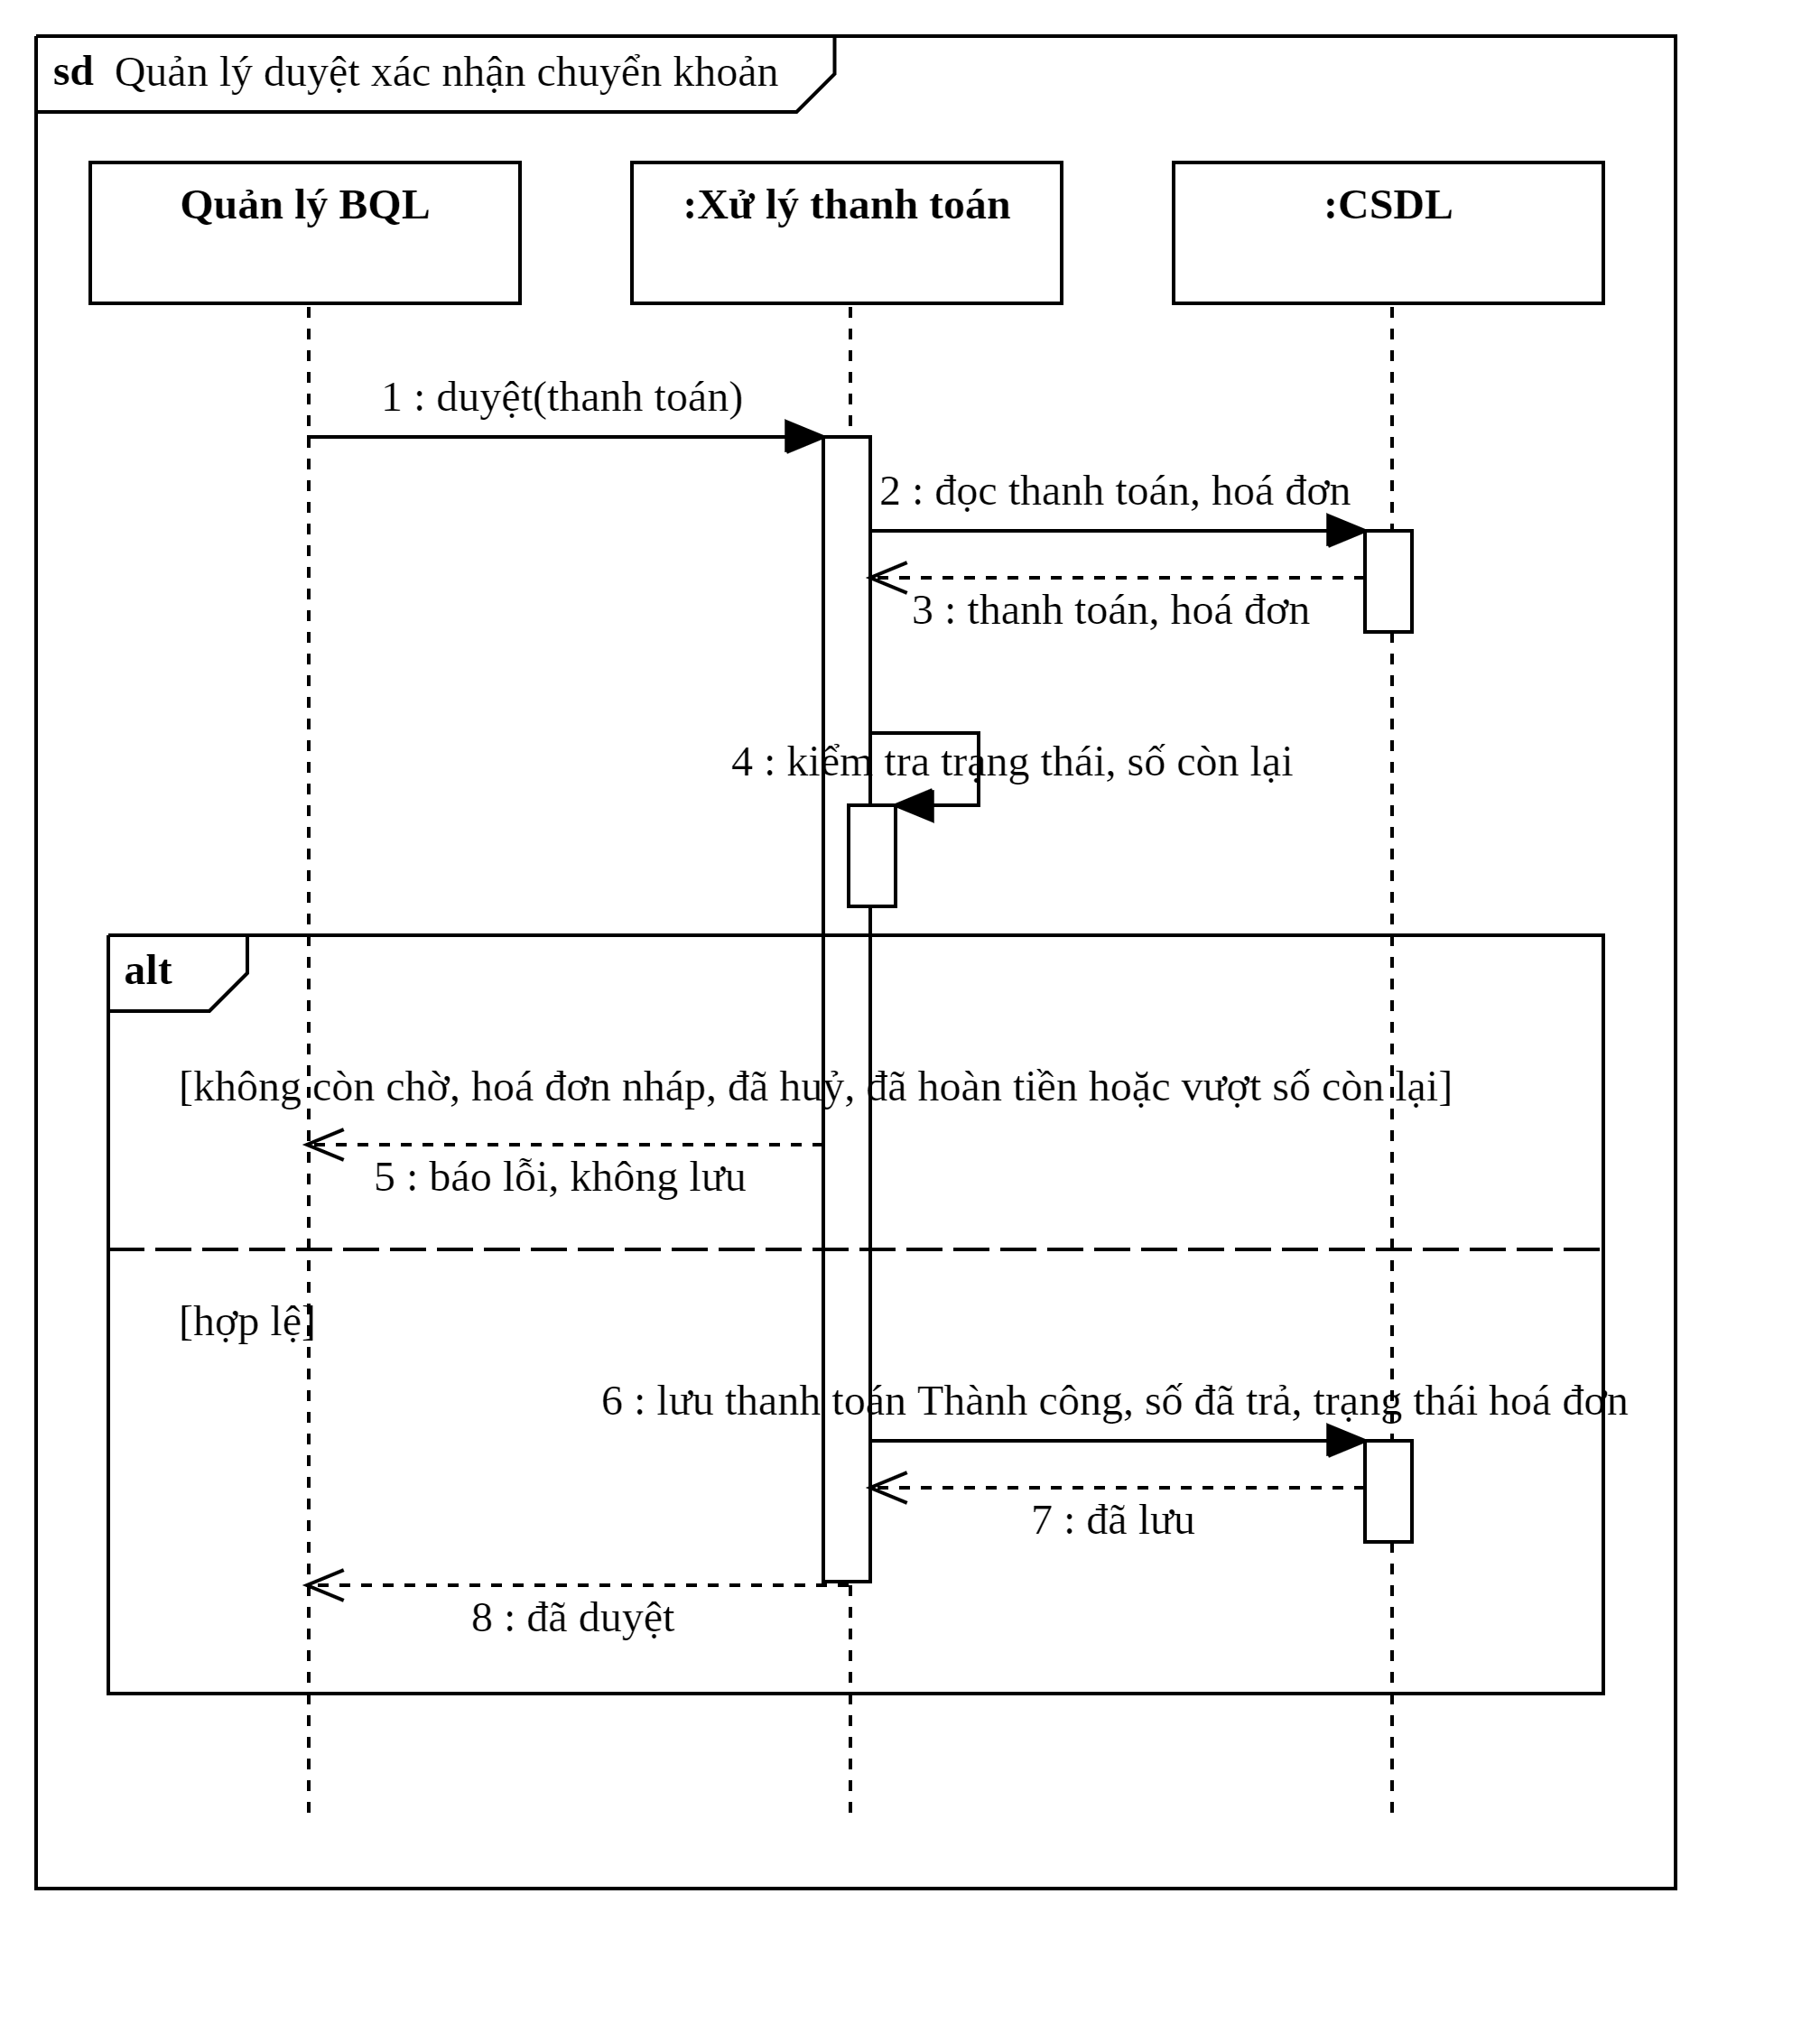 sd Quản lý duyệt xác nhận chuyển khoản
Quản lý BQL
:Xử lý thanh toán
:CSDL
1 : duyệt(thanh toán)
2 : đọc thanh toán, hoá đơn
3 : thanh toán, hoá đơn
4 : kiểm tra trạng thái, số còn lại
alt
[không còn chờ, hoá đơn nháp, đã huỷ, đã hoàn tiền hoặc vượt số còn lại]
5 : báo lỗi, không lưu
[hợp lệ]
6 : lưu thanh toán Thành công, số đã trả, trạng thái hoá đơn
7 : đã lưu
8 : đã duyệt